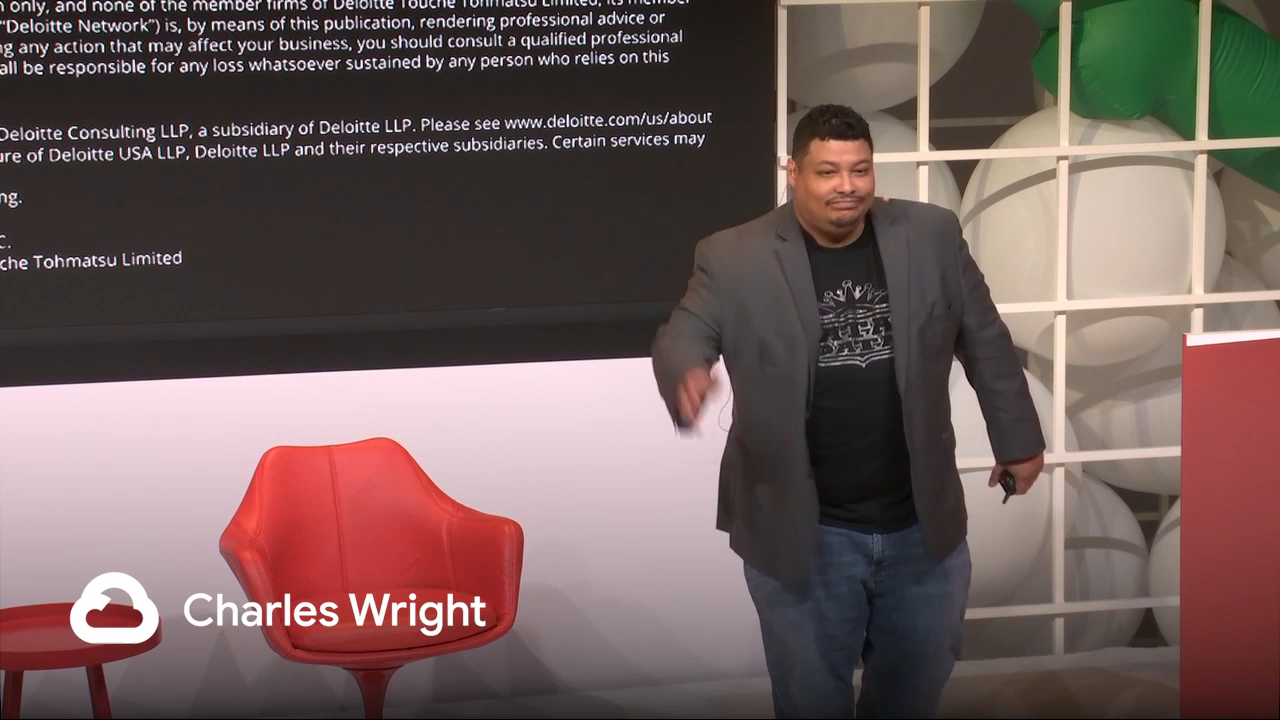 n only, and none of the member firms of Deloitte Touche Tohmatsu Limited, its member
"Deloitte Network") is, by means of this publication, rendering professional advice or
ng any action that may affect your business, you should consult a qualified professional
all be responsible for any loss whatsoever sustained by any person who relies on this
Deloitte Consulting LLP, a subsidiary of Deloitte LLP. Please see www.deloitte.com/us/about
ure of Deloitte USA LLP, Deloitte LLP and their respective subsidiaries. Certain services may
ng.
C.
che Tohmatsu Limited
Charles Wright